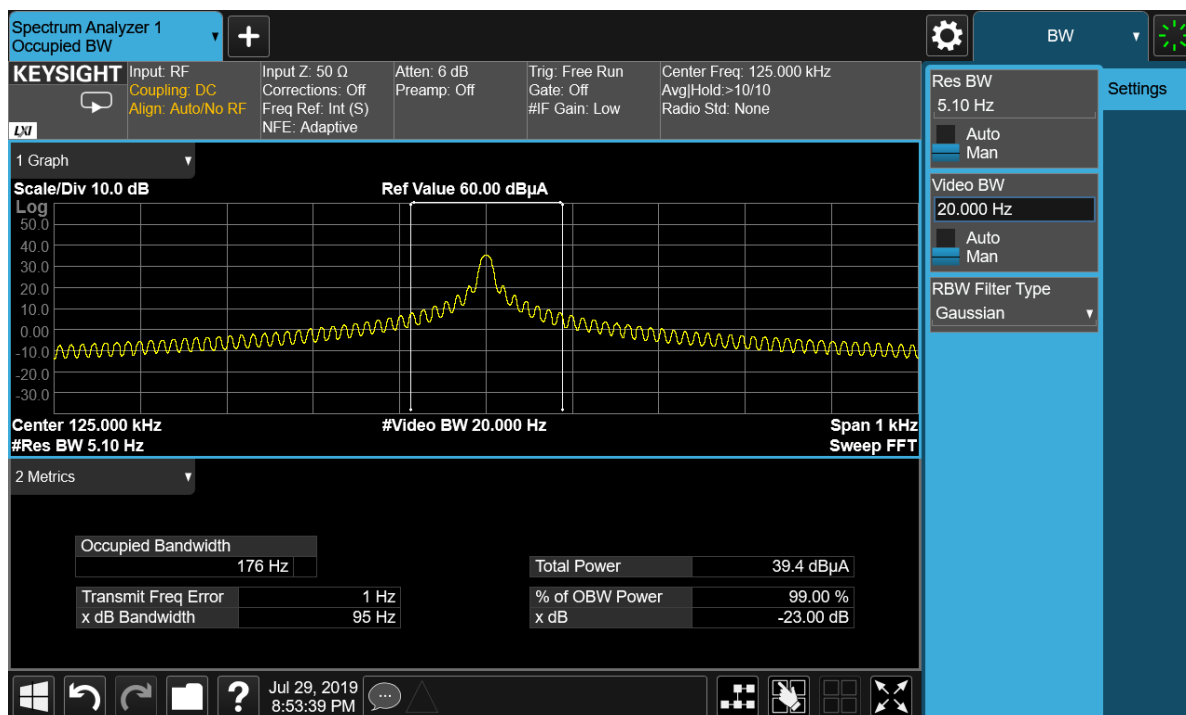 Spectrum Analyzer 1
Occupied BW
+
BW
KEYSIGHT
LXI
Input: RF
Coupling: DC
Align: Auto/No RF
Input Z: 50 Ω
Corrections: Off
Freq Ref: Int (S)
NFE: Adaptive
Atten: 6 dB
Preamp: Off
Trig: Free Run
Gate: Off
#IF Gain: Low
Center Freq: 125.000 kHz
Avg|Hold:>10/10
Radio Std: None
1 Graph
Scale/Div 10.0 dB
Ref Value 60.00 dBµA
Log
50.0
40.0
30.0
20.0
10.0
0.00
-10.0
-20.0
-30.0
Center 125.000 kHz
#Video BW 20.000 Hz
Span 1 kHz
#Res BW 5.10 Hz
Sweep FFT
2 Metrics
Occupied Bandwidth
176 Hz
Total Power 39.4 dBµA
Transmit Freq Error 1 Hz
% of OBW Power 99.00 %
x dB Bandwidth 95 Hz
x dB -23.00 dB
?
Jul 29, 2019
8:53:39 PM
Res BW
5.10 Hz
Auto
Man
Video BW
20.000 Hz
Auto
Man
RBW Filter Type
Gaussian
Settings